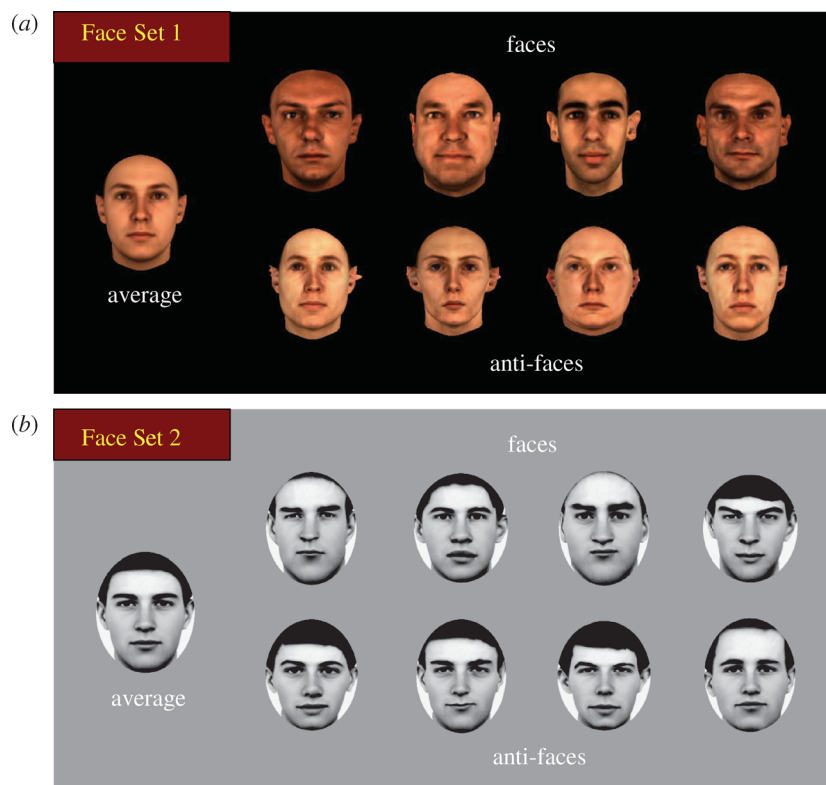 (a)
Face Set 1
faces
average
anti-faces
(b)
Face Set 2
faces
average
anti-faces